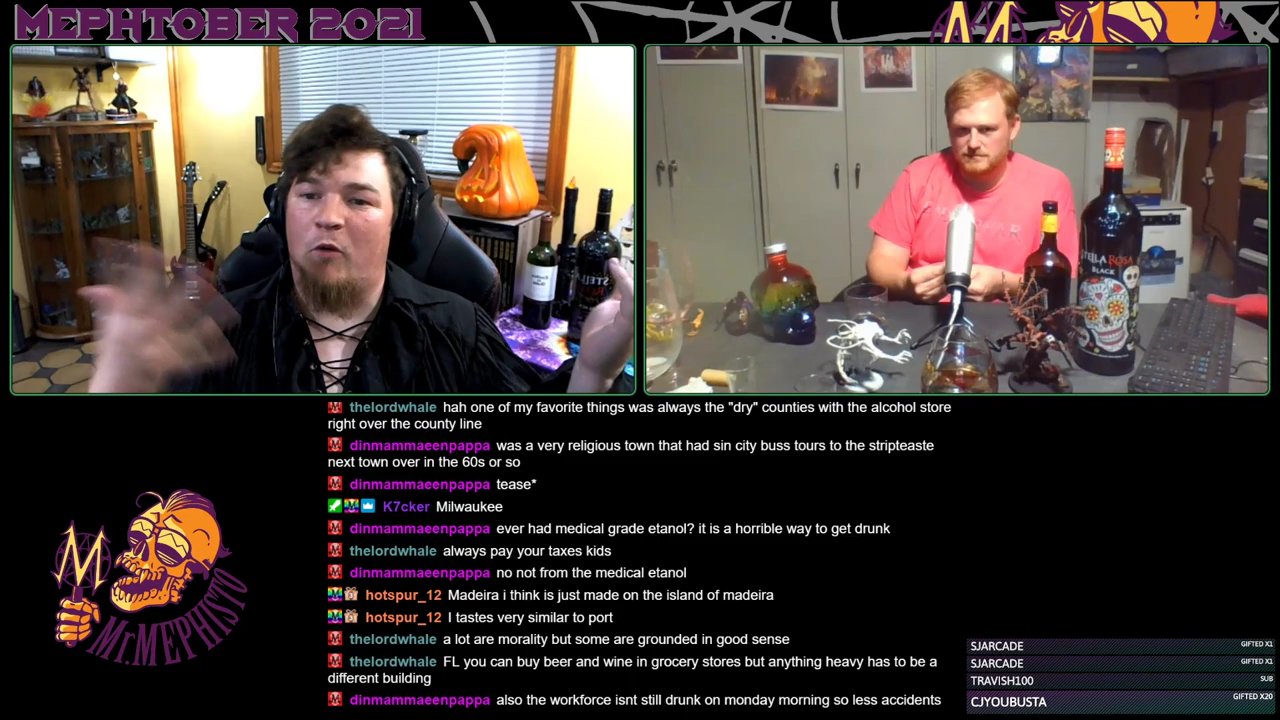 MEPHTOBER 2021
STELLA ROSA
BLACK
thelordwhale hah one of my favorite things was always the "dry" counties with the alcohol store
right over the county line
dinmammaeenpappa was a very religious town that had sin city buss tours to the stripteaste
next town over in the 60s or so
dinmammaeenpappa tease*
K7cker Milwaukee
dinmammaeenpappa ever had medical grade etanol? it is a horrible way to get drunk
thelordwhale always pay your taxes kids
dinmammaeenpappa no not from the medical etanol
hotspur_12 Madeira i think is just made on the island of madeira
hotspur_12 I tastes very similar to port
thelordwhale a lot are morality but some are grounded in good sense
thelordwhale FL you can buy beer and wine in grocery stores but anything heavy has to be a
different building
dinmammaeenpappa also the workforce isnt still drunk on monday morning so less accidents
M
Mr.MEPHISTO
SJARCADE GIFTED X1
SJARCADE GIFTED X1
TRAVISH100 SUB
CJYOUBUSTA GIFTED X20